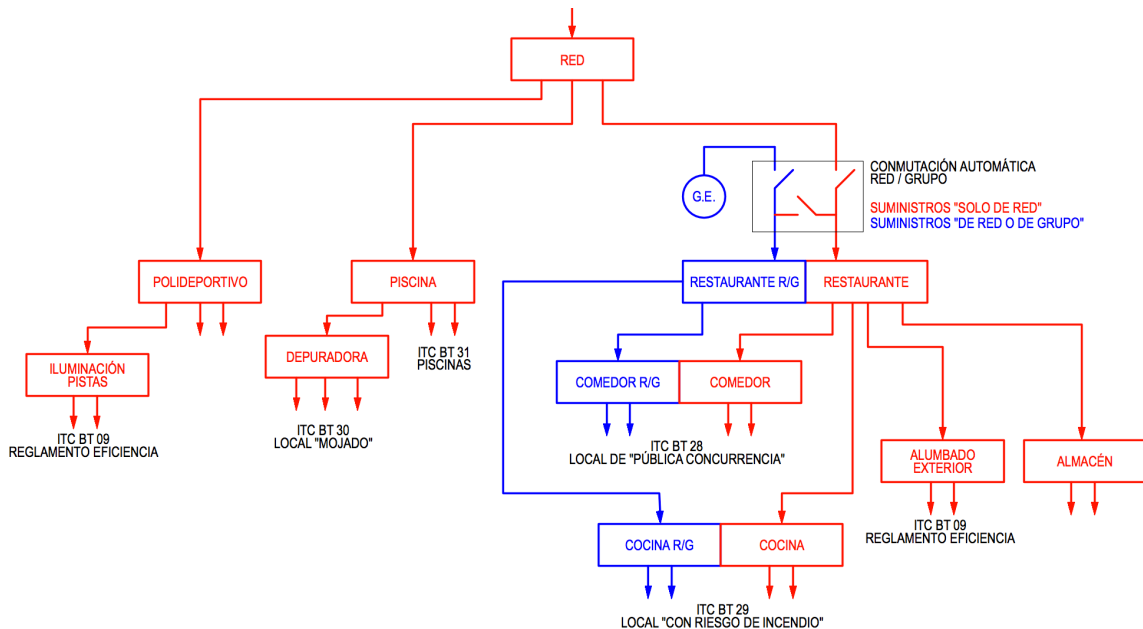 RED
G.E.
CONMUTACIÓN AUTOMÁTICA
RED / GRUPO
SUMINISTROS "SOLO DE RED"
SUMINISTROS "DE RED O DE GRUPO"
POLIDEPORTIVO
PISCINA
RESTAURANTE R/G
RESTAURANTE
ILUMINACIÓN
PISTAS
DEPURADORA
ITC BT 31
PISCINAS
COMEDOR R/G
COMEDOR
ITC BT 09
REGLAMENTO EFICIENCIA
ITC BT 30
LOCAL "MOJADO"
ITC BT 28
LOCAL DE "PÚBLICA CONCURRENCIA"
ALUMBADO
EXTERIOR
ALMACÉN
ITC BT 09
REGLAMENTO EFICIENCIA
COCINA R/G
COCINA
ITC BT 29
LOCAL "CON RIESGO DE INCENDIO"